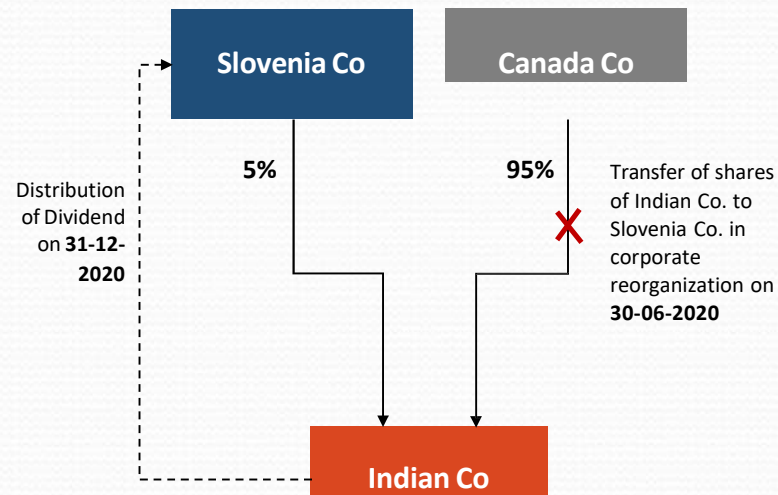 Slovenia Co
Canada Co
5%
95%
Distribution
of Dividend
on 31-12-
2020
Transfer of shares
of Indian Co. to
Slovenia Co. in
corporate
reorganization on
30-06-2020
Indian Co